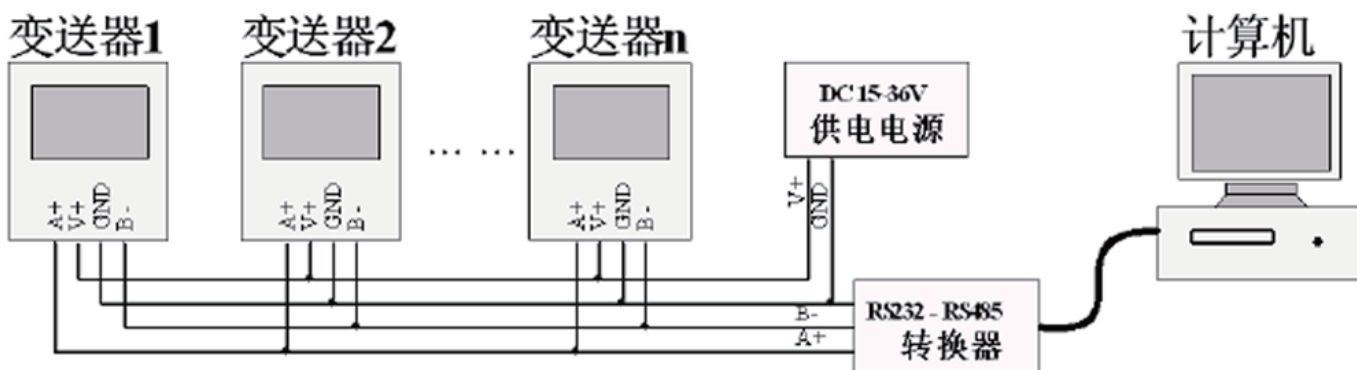 变送器1
变送器2
变送器n
计算机
DC 15-36V
供电电源
A+
V+
GND
B-
A+
V+
GND
B-
… …
A+
V+
GND
B-
V+
GND
B-
A+
RS232 - RS485
转换器